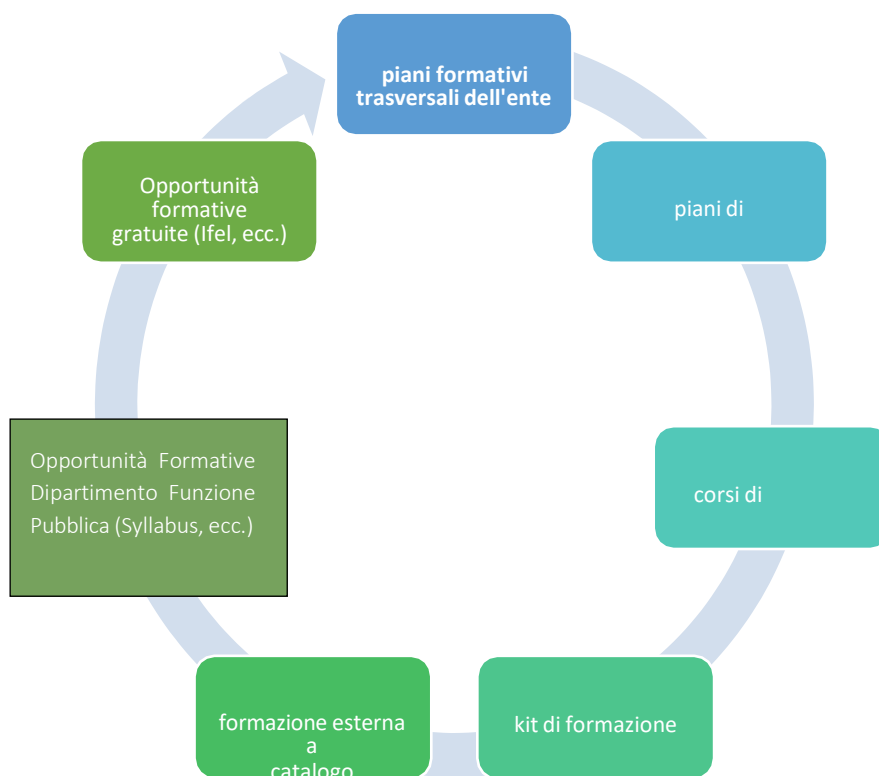 piani formativi
trasversali dell'ente
piani di
corsi di
kit di formazione
formazione esterna
a
catalogo
Opportunità Formative
Dipartimento Funzione
Pubblica (Syllabus, ecc.)
Opportunità
formative
gratuite (Ifel, ecc.)